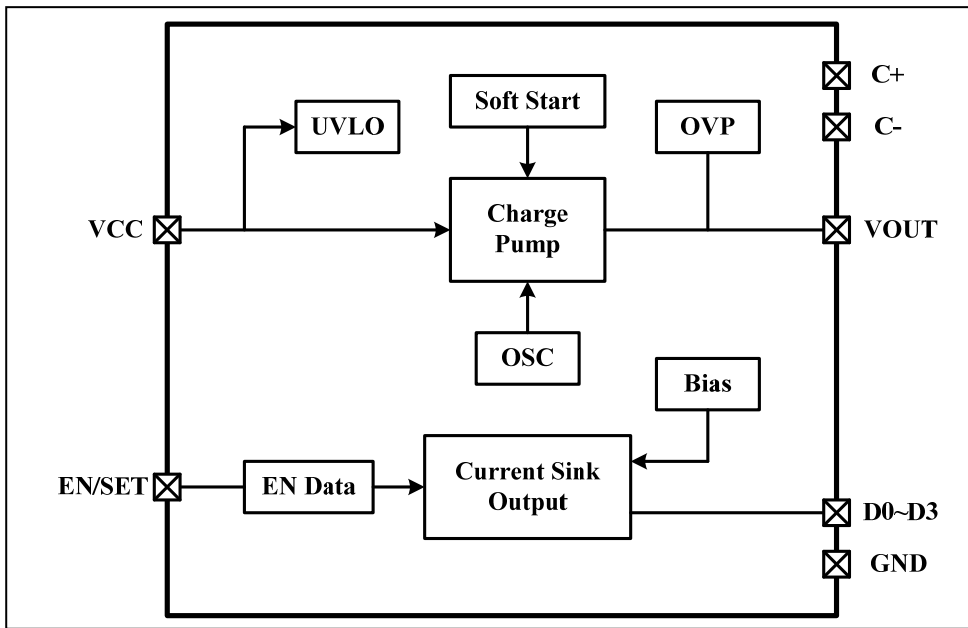 C+
Soft Start
UVLO
OVP
C-
VCC
Charge
Pump
VOUT
OSC
Bias
EN/SET
EN Data
Current Sink
Output
D0~D3
GND